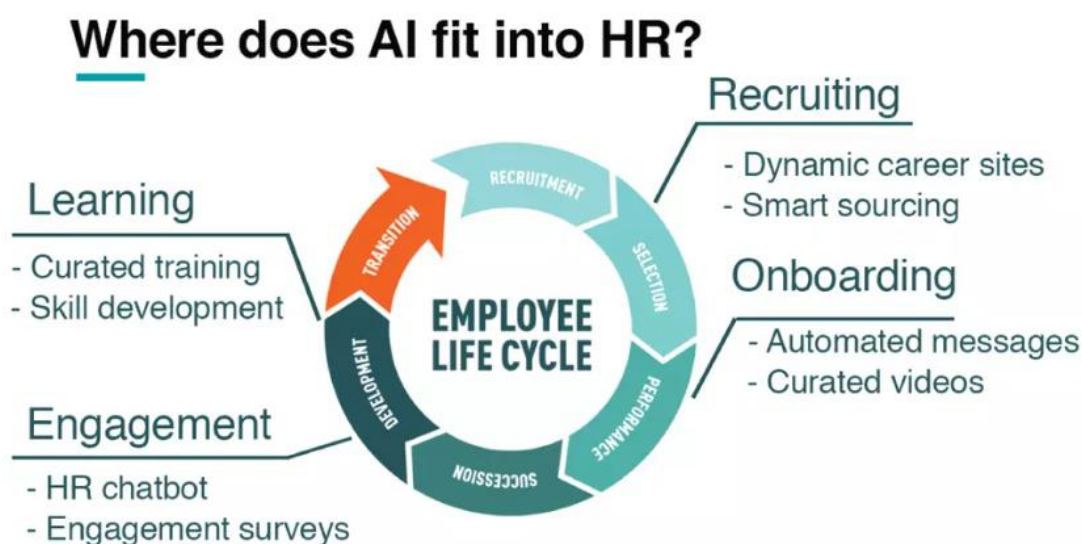 Where does AI fit into HR?
Recruiting
- Dynamic career sites
- Smart sourcing
Onboarding
- Automated messages
- Curated videos
Learning
- Curated training
- Skill development
Engagement
- HR chatbot
- Engagement surveys
EMPLOYEE
LIFE CYCLE
RECRUITMENT
SELECTION
PERFORMANCE
SUCCESSION
DEVELOPMENT
TRANSITION